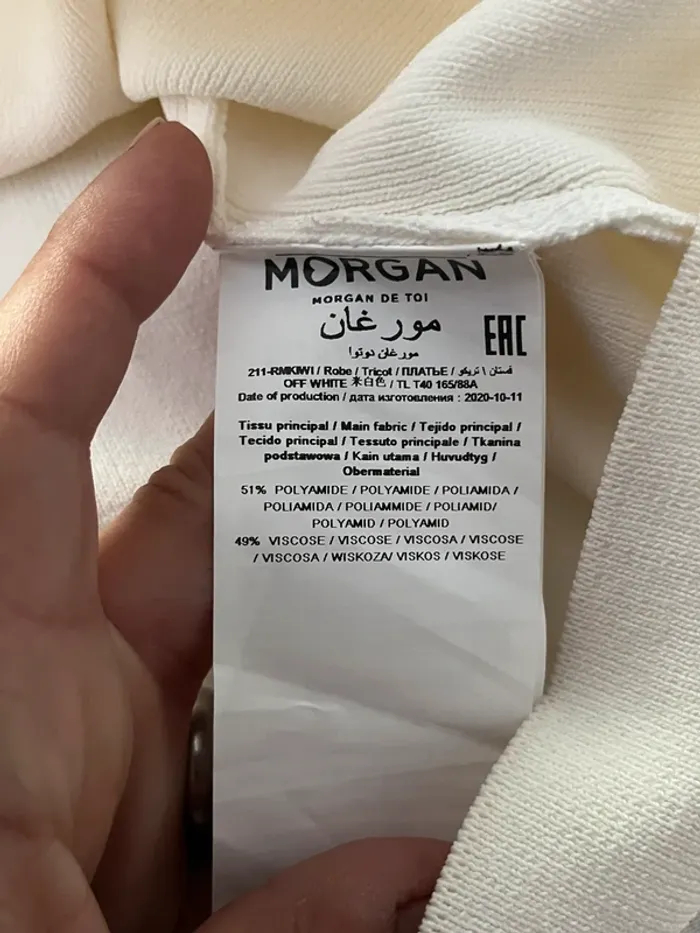 MORGAN
MORGAN DE TOI
مورغان
مورغان دوتوا
EAC
211-RMKIWI / Robe / Tricot / ПЛАТЬЕ / فستان \ تريكو
OFF WHITE 米白色 / TL T40 165/88A
Date of production / дата изготовления : 2020-10-11
Tissu principal / Main fabric / Tejido principal /
Tecido principal / Tessuto principale / Tkanina
podstawowa / Kain utama / Huvudtyg /
Obermaterial
51% POLYAMIDE / POLYAMIDE / POLIAMIDA /
POLIAMIDA / POLIAMMIDE / POLIAMID/
POLYAMID / POLYAMID
49% VISCOSE / VISCOSE / VISCOSA / VISCOSE
/ VISCOSA / WISKOZA/ VISKOS / VISKOSE